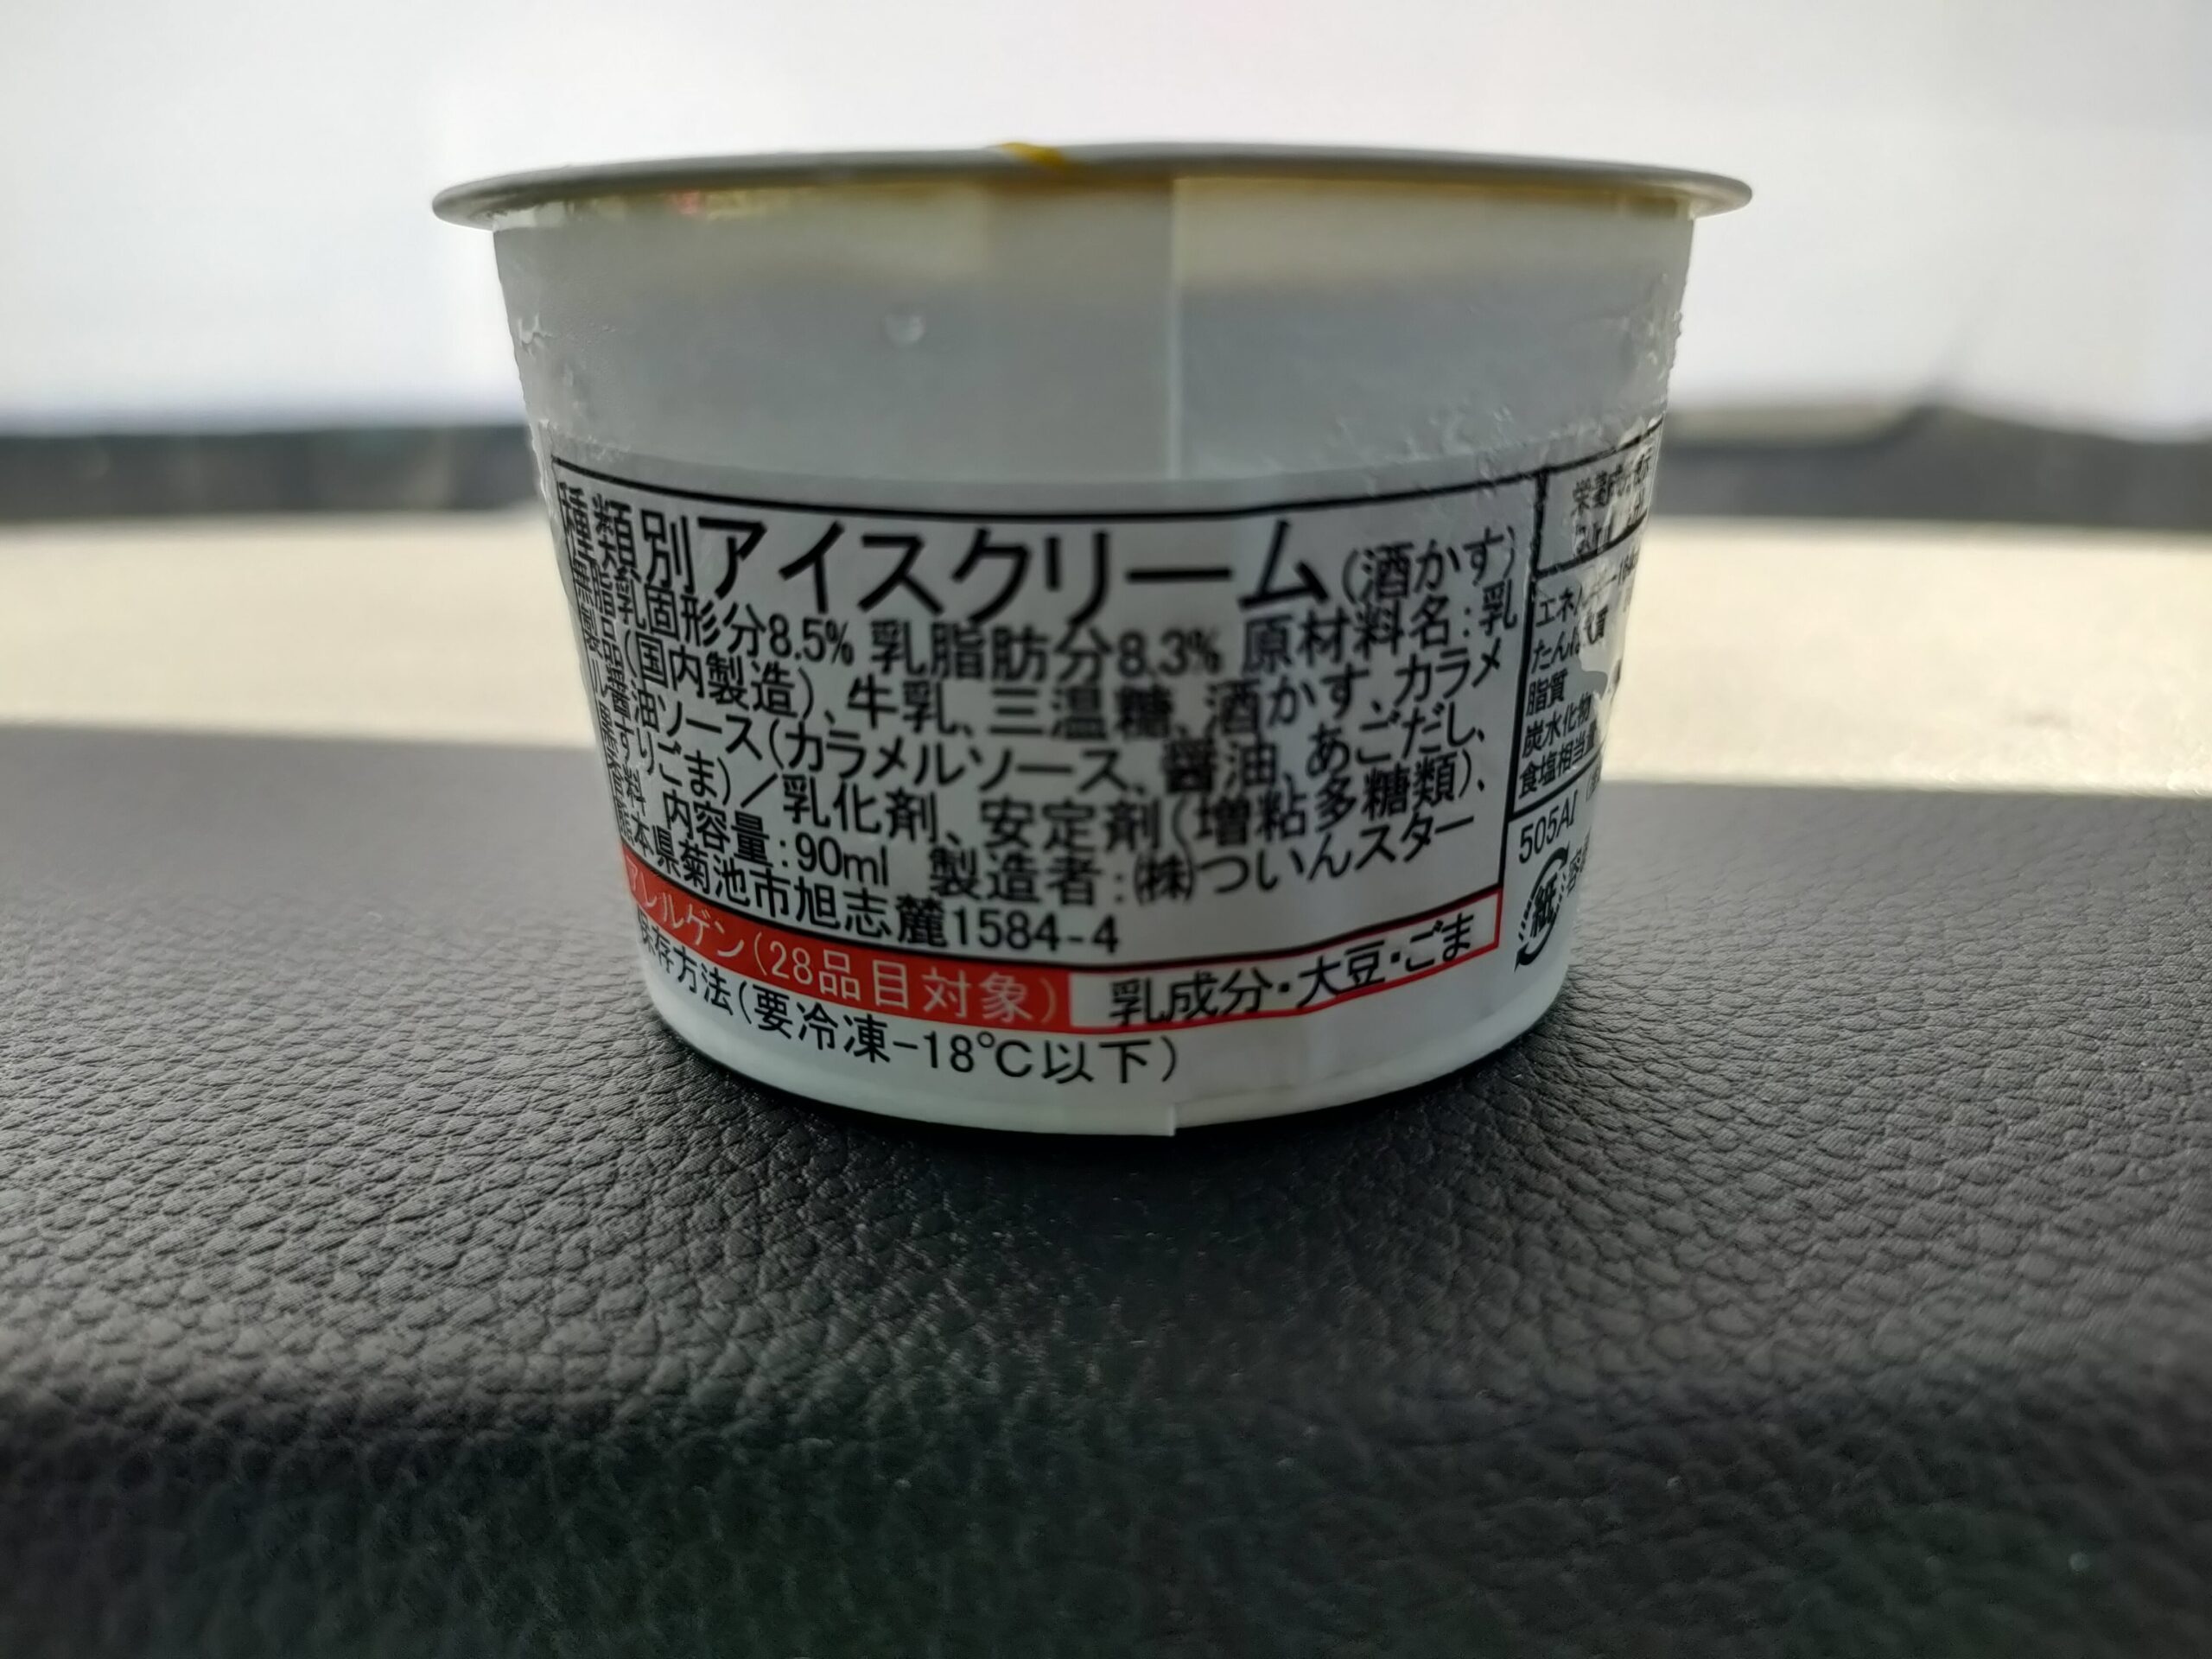 種類別アイスクリーム(酒かす)
無脂乳固形分8.5% 乳脂肪分8.3% 原材料名:乳
製品(国内製造)、牛乳、三温糖、酒かす、カラメ
ル醤油ソース(カラメルソース、醤油、あごだし、
すりごま)/乳化剤、安定剤(増粘多糖類)、
料 内容量:90ml 製造者:㈱ついんスター
熊本県菊池市旭志麓1584-4
アレルゲン(28品目対象) 乳成分・大豆・ごま
保存方法(要冷凍-18℃以下)
エネルギー
たんぱく質
脂質
炭水化物
食塩相当量
紙